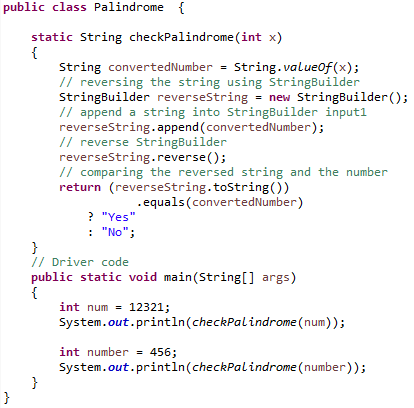 public class Palindrome  {
static String checkPalindrome(int x)
{
String convertedNumber = String.valueOf(x);
// reversing the string using StringBuilder
StringBuilder reverseString = new StringBuilder();
// append a string into StringBuilder input1
reverseString.append(convertedNumber);
// reverse StringBuilder
reverseString.reverse();
// comparing the reversed string and the number
return (reverseString.toString())
.equals(convertedNumber)
? "Yes"
: "No";
}
// Driver code
public static void main(String[] args)
{
int num = 12321;
System.out.println(checkPalindrome(num));
int number = 456;
System.out.println(checkPalindrome(number));
}
}